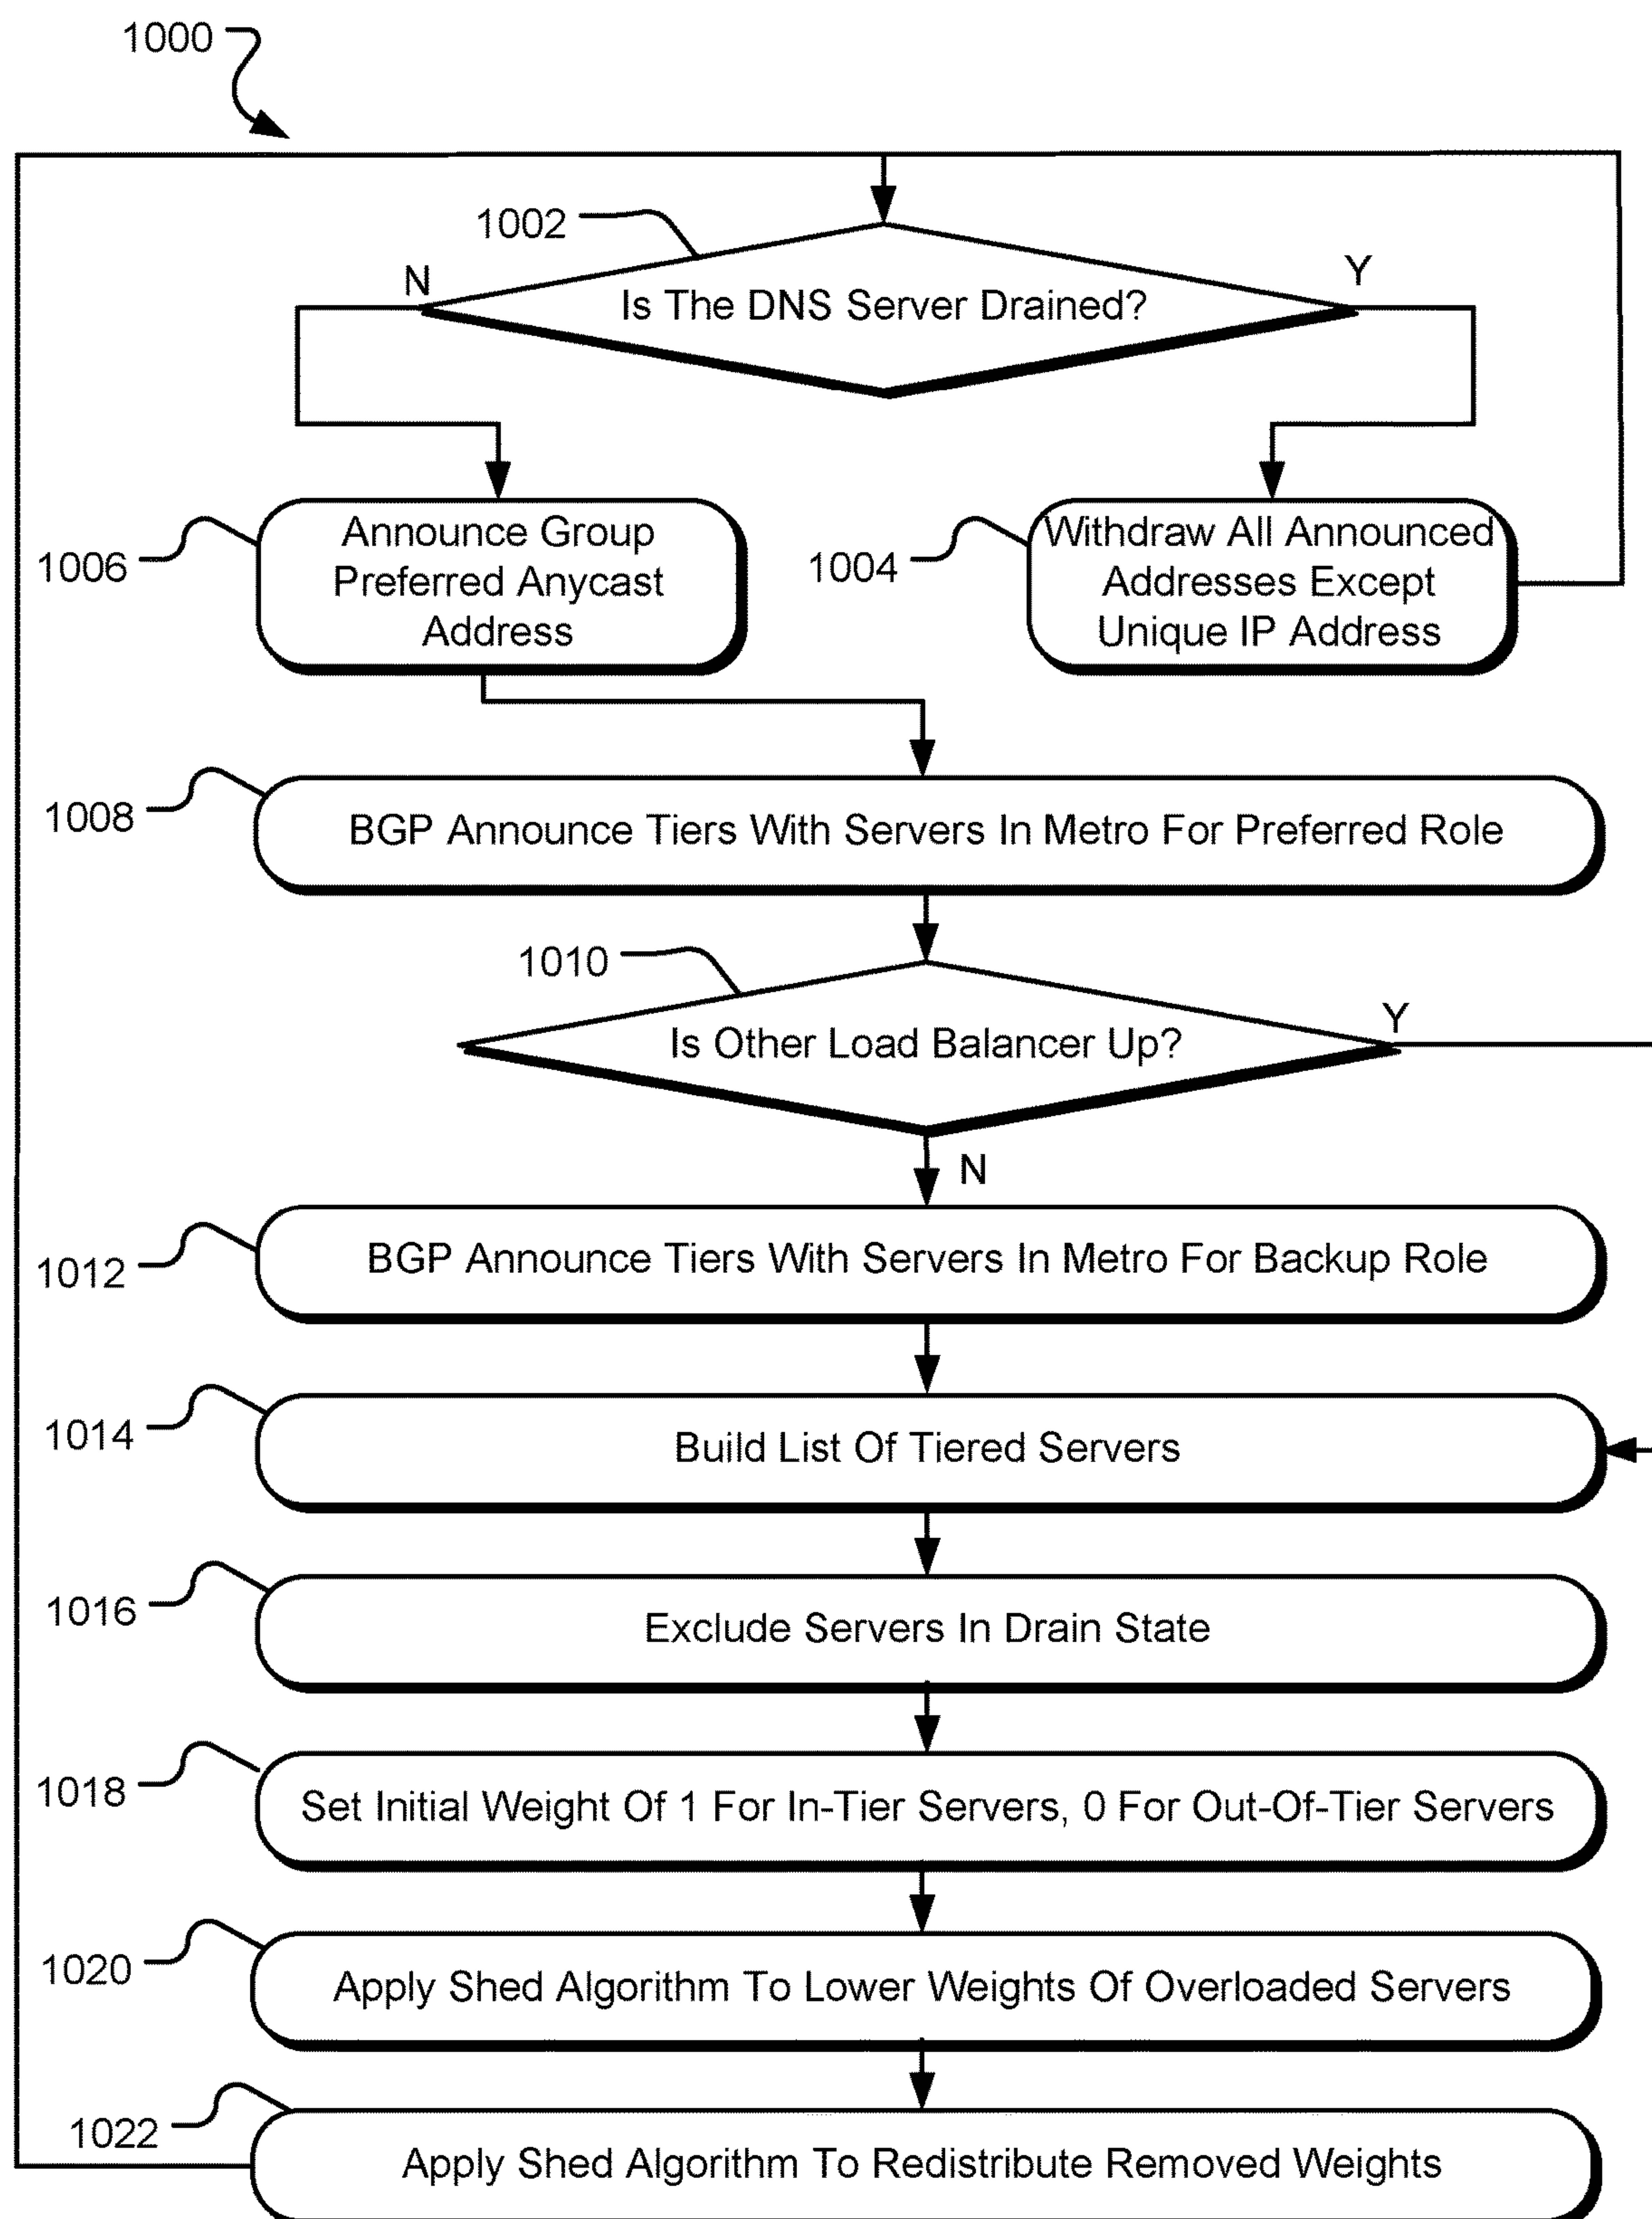 1000
1002
N
Y
Is The DNS Server Drained?
1006
Announce Group
Preferred Anycast
Address
1004
Withdraw All Announced
Addresses Except
Unique IP Address
1008
BGP Announce Tiers With Servers In Metro For Preferred Role
1010
Y
Is Other Load Balancer Up?
N
1012
BGP Announce Tiers With Servers In Metro For Backup Role
1014
Build List Of Tiered Servers
1016
Exclude Servers In Drain State
1018
Set Initial Weight Of 1 For In-Tier Servers, 0 For Out-Of-Tier Servers
1020
Apply Shed Algorithm To Lower Weights Of Overloaded Servers
1022
Apply Shed Algorithm To Redistribute Removed Weights